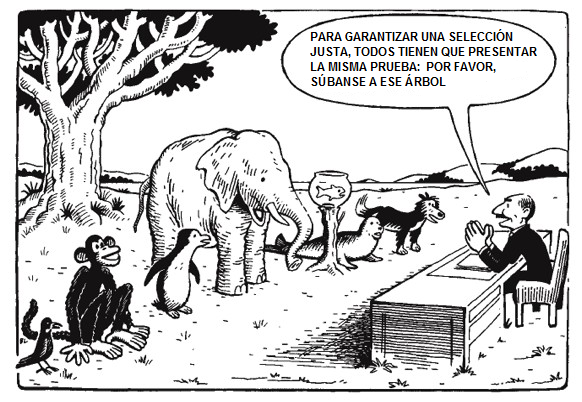 PARA GARANTIZAR UNA SELECCIÓN
JUSTA, TODOS TIENEN QUE PRESENTAR
LA MISMA PRUEBA: POR FAVOR,
SÚBANSE A ESE ÁRBOL